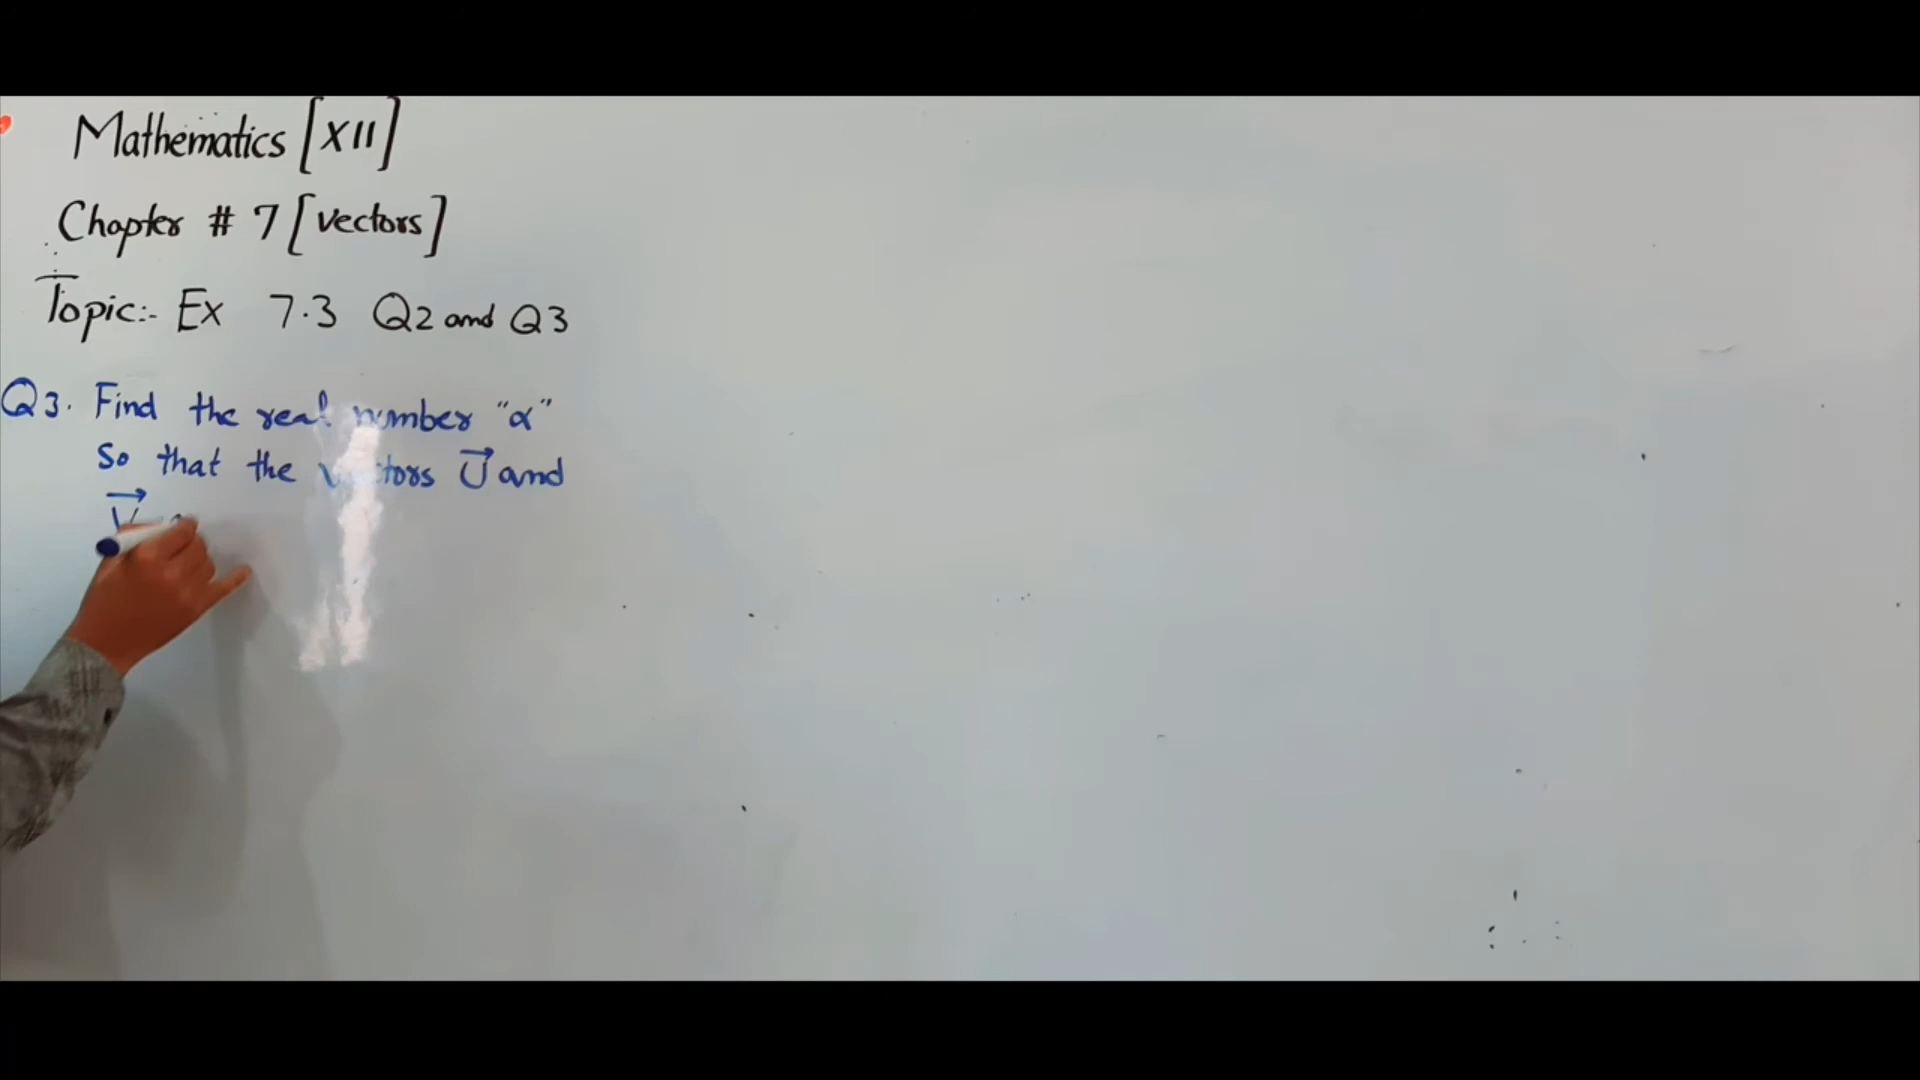 Mathematics [XII]
Chapter # 7 [vectors]
Topic:- Ex 7.3 Q2 and Q3
Q3. Find the real number "α"
So that the vectors U⃗ and
V⃗